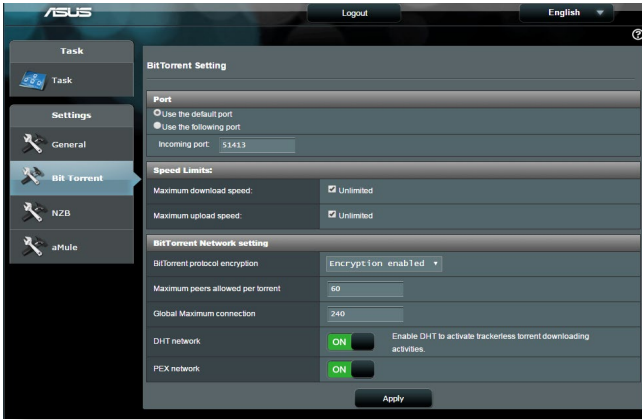 ASUS
Logout
English
?
Task
Task
Settings
General
Bit Torrent
NZB
aMule
BitTorrent Setting
Port
Use the default port
Use the following port
Incoming port: 51413
Speed Limits:
Maximum download speed: Unlimited
Maximum upload speed: Unlimited
BitTorrent Network setting
BitTorrent protocol encryption Encryption enabled
Maximum peers allowed per torrent 60
Global Maximum connection 240
DHT network ON Enable DHT to activate trackerless torrent downloading
activities.
PEX network ON
Apply